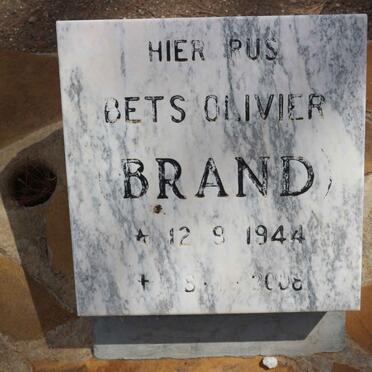 HIER RUS
BETS OLIVIER
(BRAND)
* 12 9 1944
+